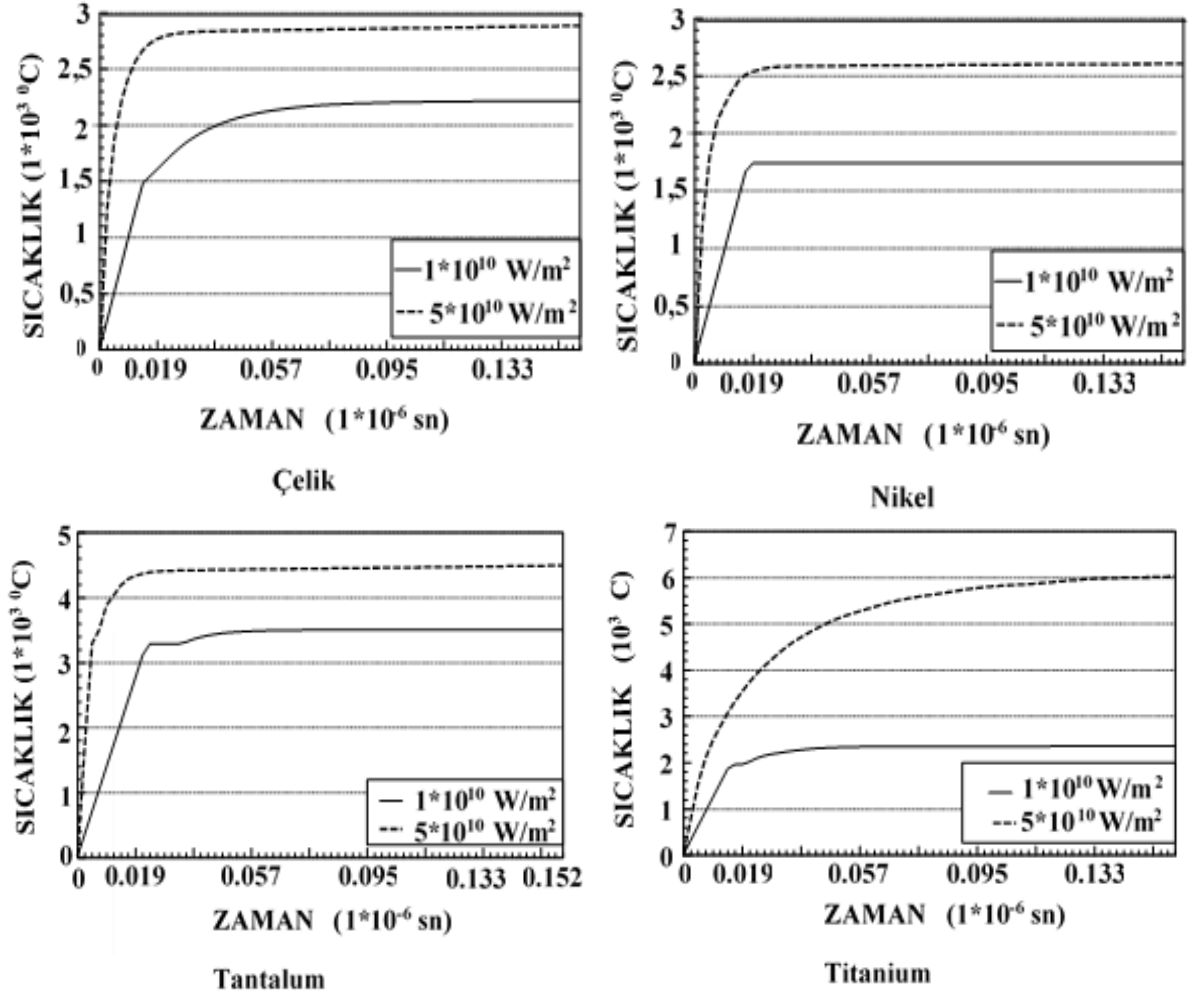 SICAKLIK (1*10³ ⁰C)
3
2,5
2
1,5
1
0,5
0
1*10¹⁰ W/m²
5*10¹⁰ W/m²
0 0.019 0.057 0.095 0.133
ZAMAN (1*10⁻⁶ sn)
Çelik
SICAKLIK (1*10³ ⁰C)
3
2.5
2
1.5
1
0,5
0
1*10¹⁰ W/m²
5*10¹⁰ W/m²
0 0.019 0.057 0.095 0.133
ZAMAN (1*10⁻⁶ sn)
Nikel
SICAKLIK (1*10³ ⁰C)
5
4
3
2
1
0
1*10¹⁰ W/m²
5*10¹⁰ W/m²
0 0.019 0.057 0.095 0.133 0.152
ZAMAN (1*10⁻⁶ sn)
Tantalum
SICAKLIK (10³ C)
7
6
5
4
3
2
1
0
1*10¹⁰ W/m²
5*10¹⁰ W/m²
0 0.019 0.057 0.095 0.133
ZAMAN (1*10⁻⁶ sn)
Titanium